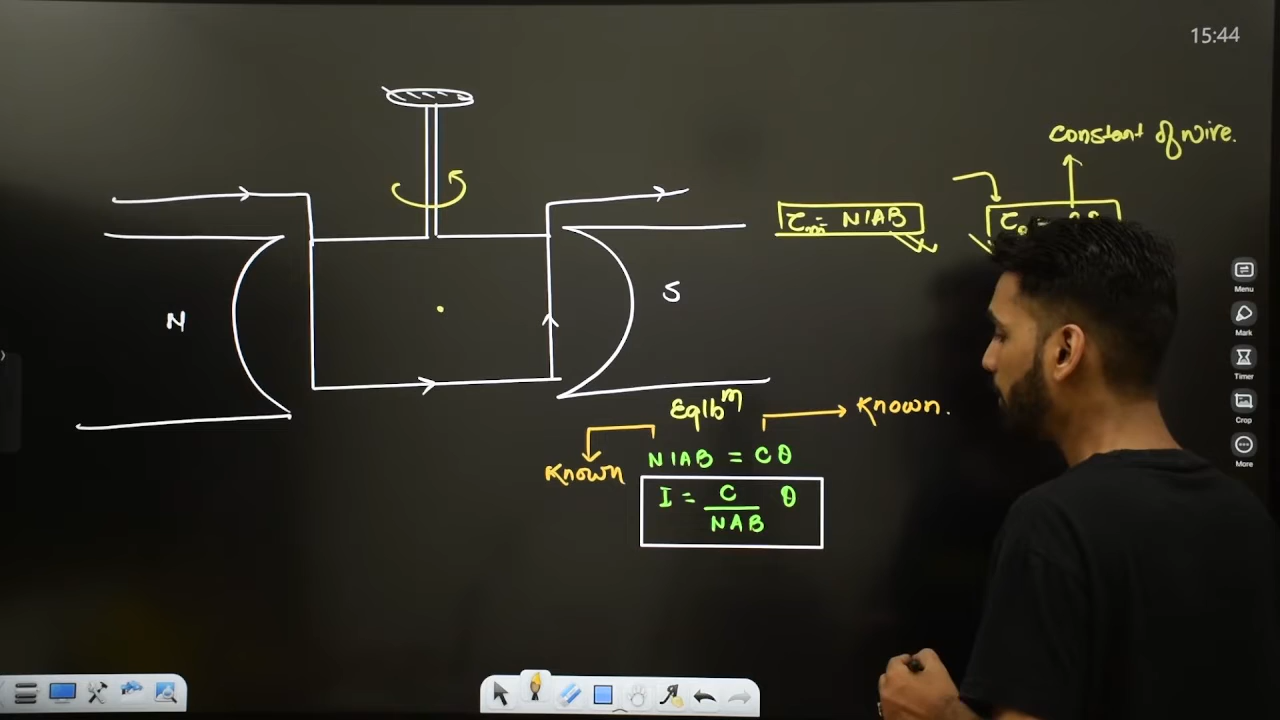 15:44
constant of wire.
τm = NIAB
N
S
Eqlbᵐ
Known.
Known
NIAB = Cθ
I = C/NAB θ
Menu
Mark
Timer
Crop
More